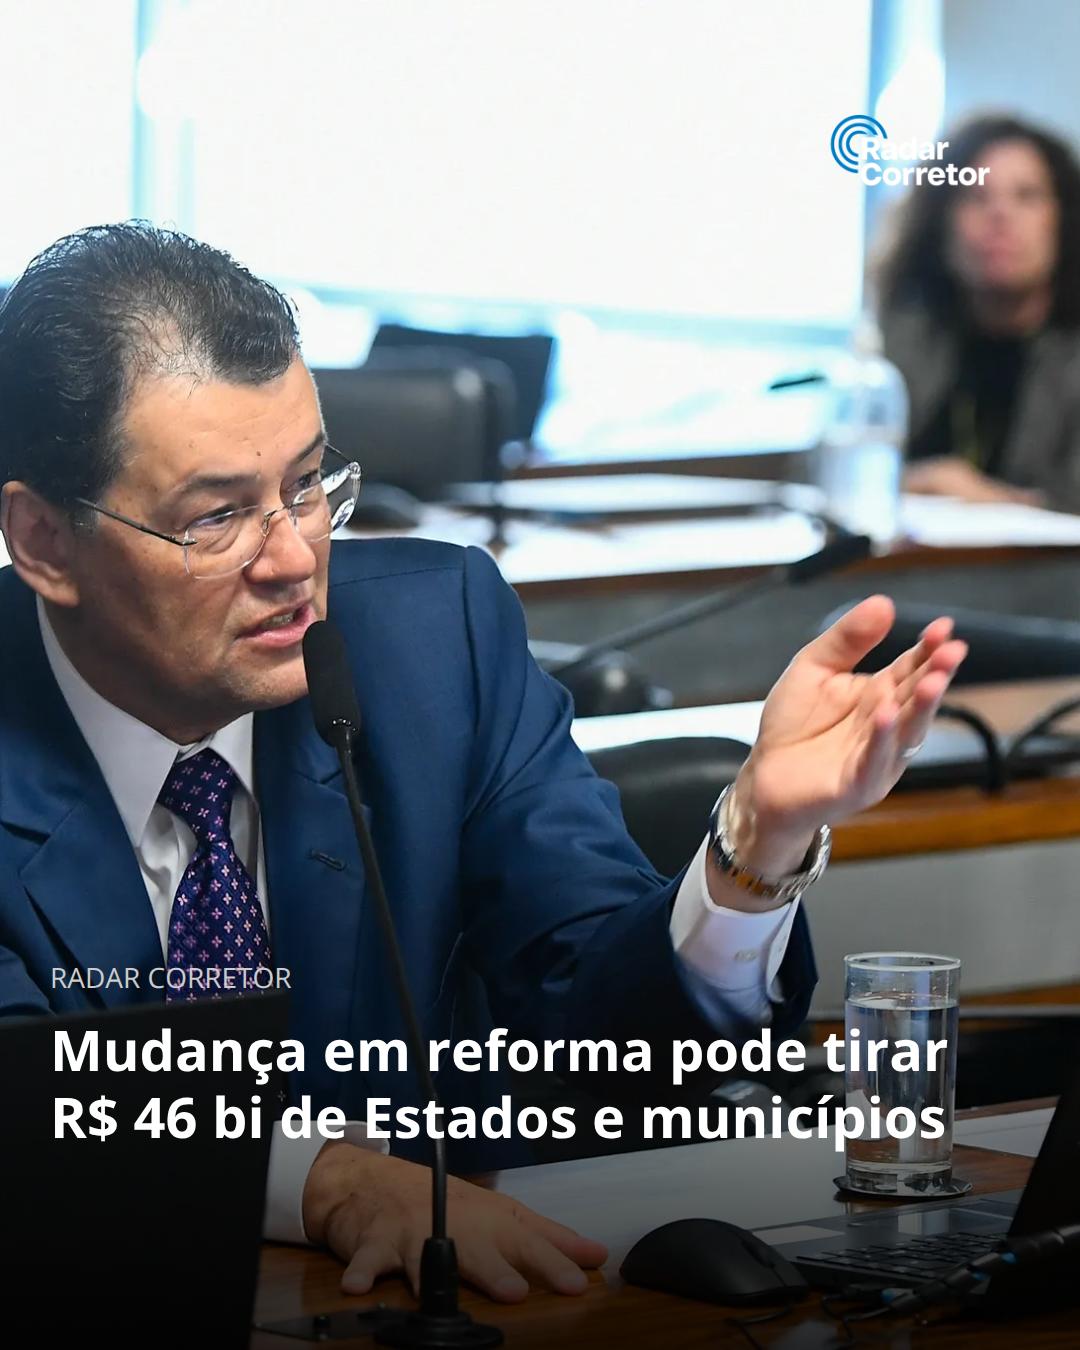 Radar
Corretor
RADAR CORRETOR
Mudança em reforma pode tirar
R$ 46 bi de Estados e municípios